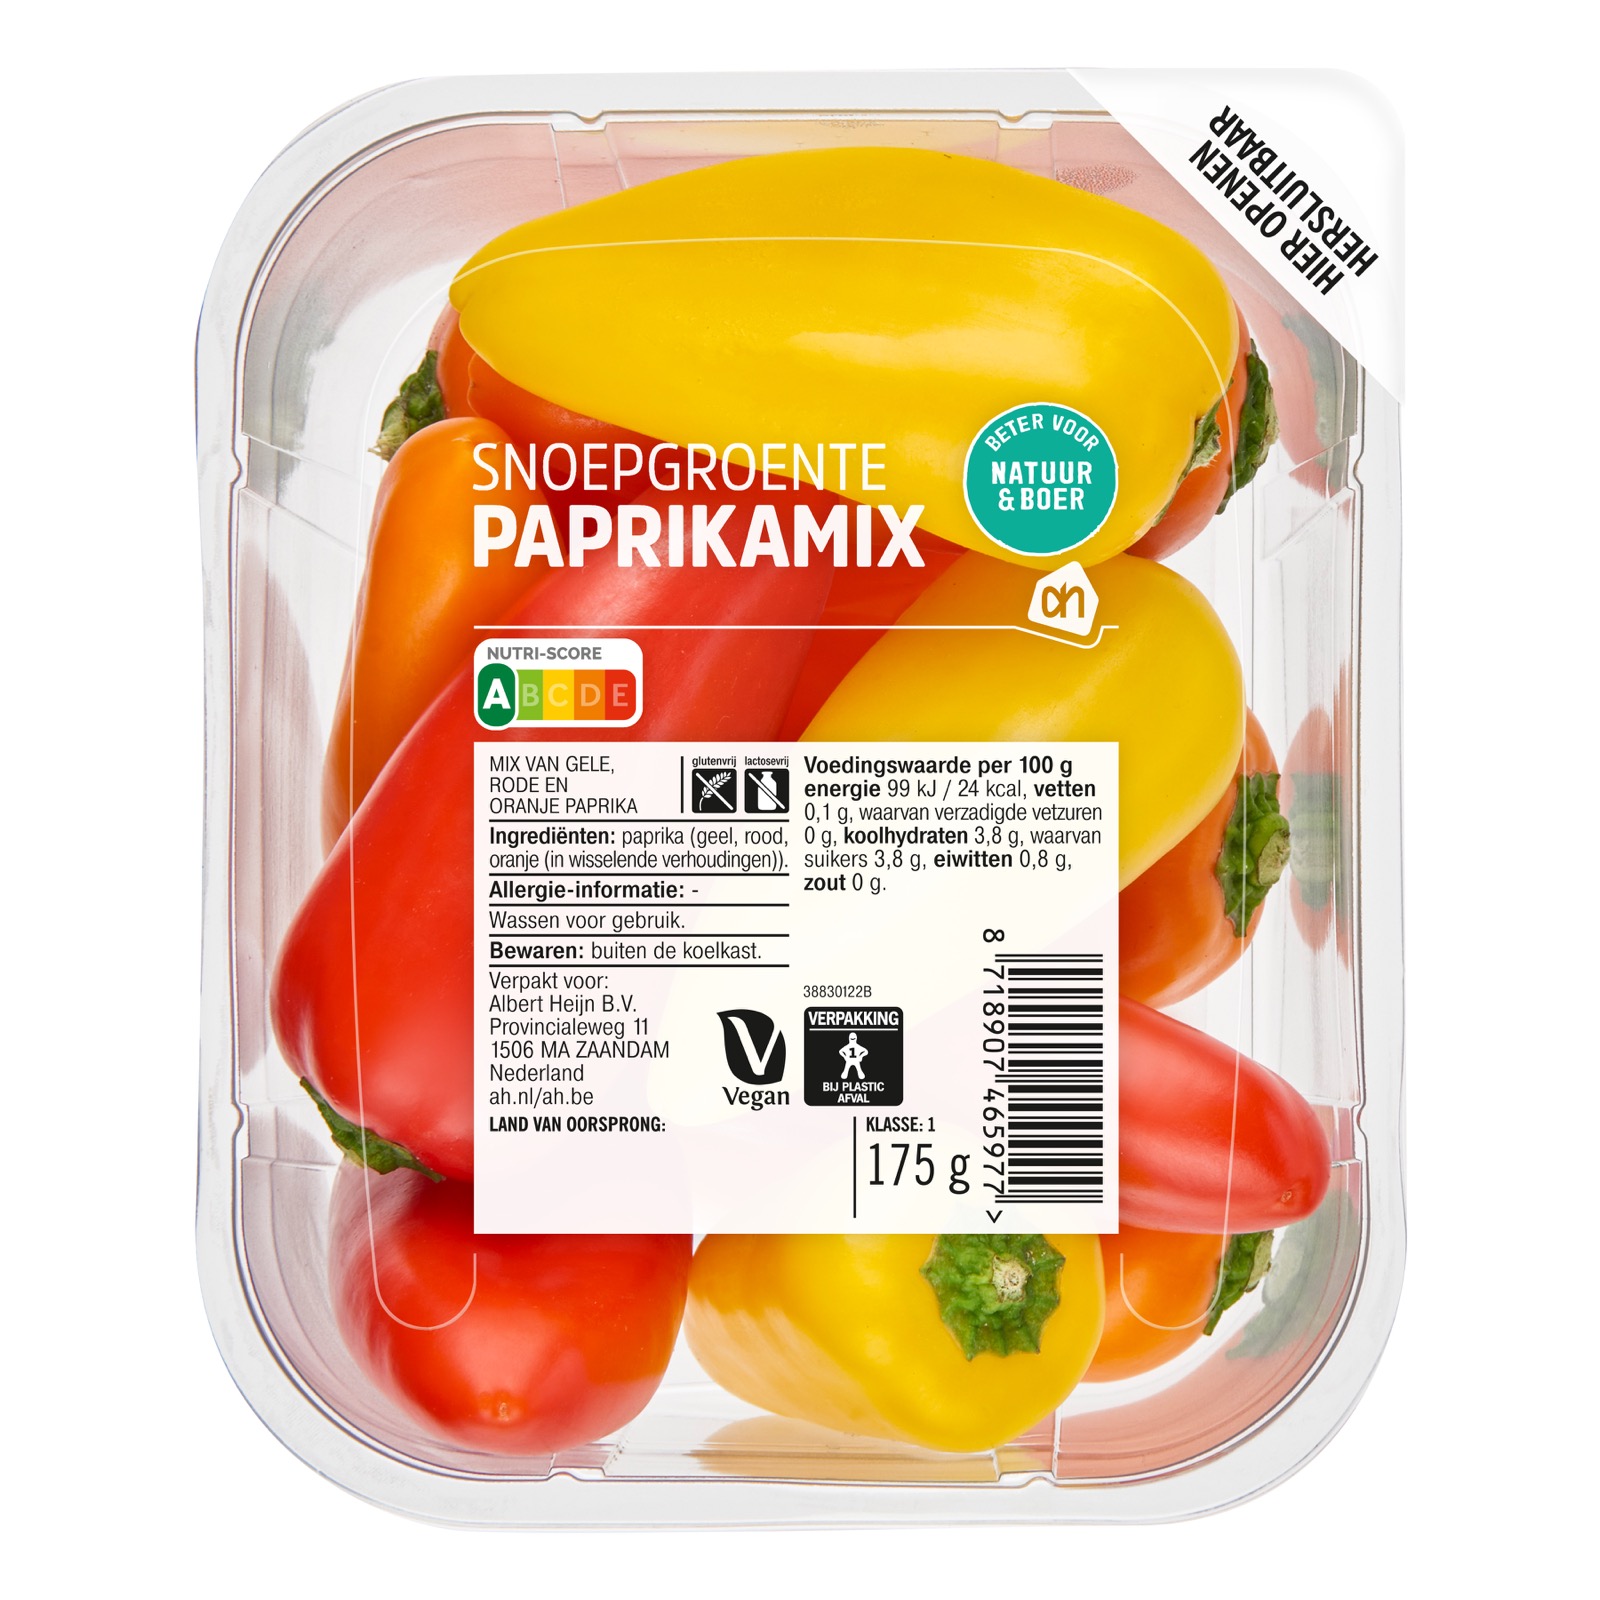 HIER OPENEN
HERSLUITBAAR
SNOEPGROENTE
PAPRIKAMIX
BETER VOOR
NATUUR
& BOER
ah
NUTRI-SCORE
A B C D E
MIX VAN GELE,
RODE EN
ORANJE PAPRIKA
glutenvrij lactosevrij
Ingrediënten: paprika (geel, rood,
oranje (in wisselende verhoudingen)).
Allergie-informatie: -
Wassen voor gebruik.
Bewaren: buiten de koelkast.
Verpakt voor:
Albert Heijn B.V.
Provincialeweg 11
1506 MA ZAANDAM
Nederland
ah.nl/ah.be
LAND VAN OORSPRONG:
Voedingswaarde per 100 g
energie 99 kJ / 24 kcal, vetten
0,1 g, waarvan verzadigde vetzuren
0 g, koolhydraten 3,8 g, waarvan
suikers 3,8 g, eiwitten 0,8 g,
zout 0 g.
38830122B
V
Vegan
VERPAKKING
1
BIJ PLASTIC
AFVAL
KLASSE: 1
175 g
8 718907 465977 >